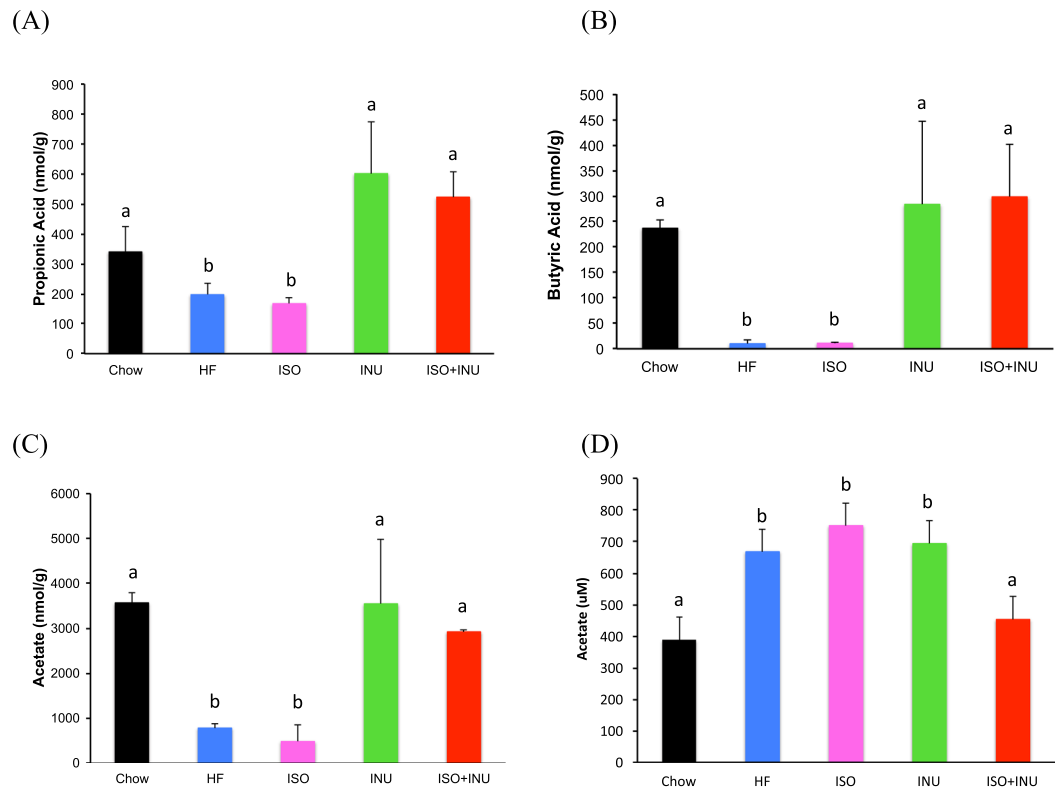 (A)
Propionic Acid (nmol/g)
900
800
700
600
500
400
300
200
100
0
a
b
b
a
a
Chow HF ISO INU ISO+INU
(B)
Butyric Acid (nmol/g)
500
450
400
350
300
250
200
150
100
50
0
a
b
b
a
a
Chow HF ISO INU ISO+INU
(C)
Acetate (nmol/g)
6000
5000
4000
3000
2000
1000
0
a
b
b
a
a
Chow HF ISO INU ISO+INU
(D)
Acetate (uM)
900
800
700
600
500
400
300
200
100
0
a
b
b
b
a
Chow HF ISO INU ISO+INU